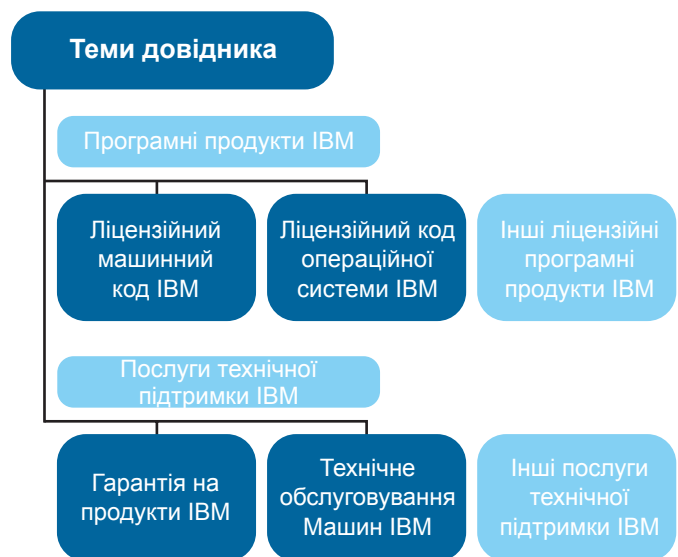 Теми довідника
Програмні продукти IBM
Ліцензійний
машинний
код IBM
Ліцензійний код
операційної
системи IBM
Інші ліцензійні
програмні
продукти IBM
Послуги технічної
підтримки IBM
Гарантія на
продукти IBM
Технічне
обслуговування
Машин IBM
Інші послуги
технічної
підтримки IBM